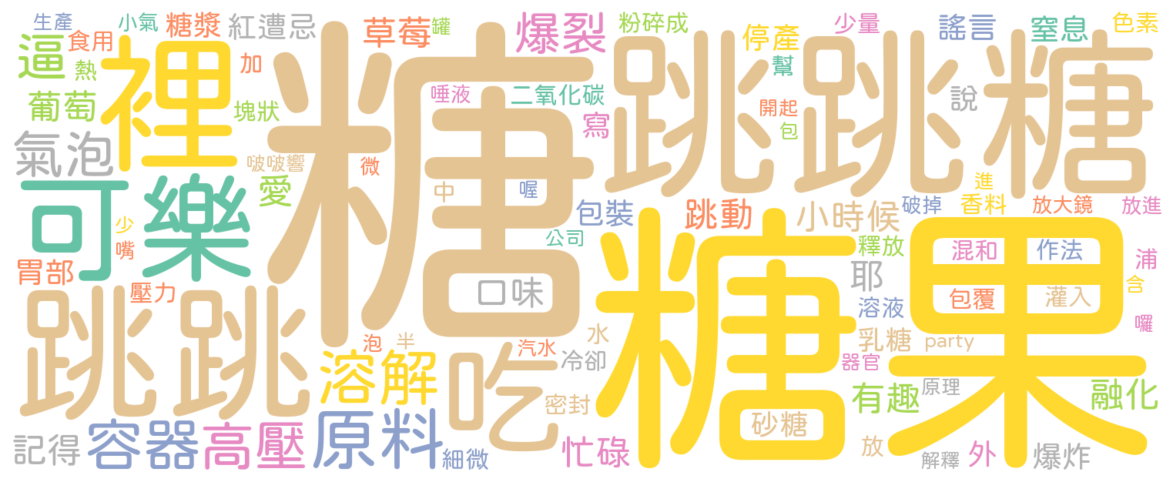 生產 小氣 糖漿 紅遭忌 草莓 罐 爆裂 粉碎成 停產 少量 謠言 窒息 色素
逼 食用 熱 裡 加 糖 唾液 二氧化碳 寫 跳跳糖 幫 開起 包 說
葡萄 塊狀
氣泡 啵啵響 微 中 喔 進
可樂 愛 少 嘴 包裝 跳動 小時候 破掉 香料 放大鏡 放進
公司 糖果 釋放 混和 作法 浦
胃部 壓力 口味 耶 溶液 包覆 灌入 含 囉
跳跳 泡 半 汽水 水 冷卻 乳糖 party
溶解 吃 器官 有趣 原理 融化
密封 砂糖
記得 容器 高壓 原料 細微 忙碌 放 解釋 外 爆炸